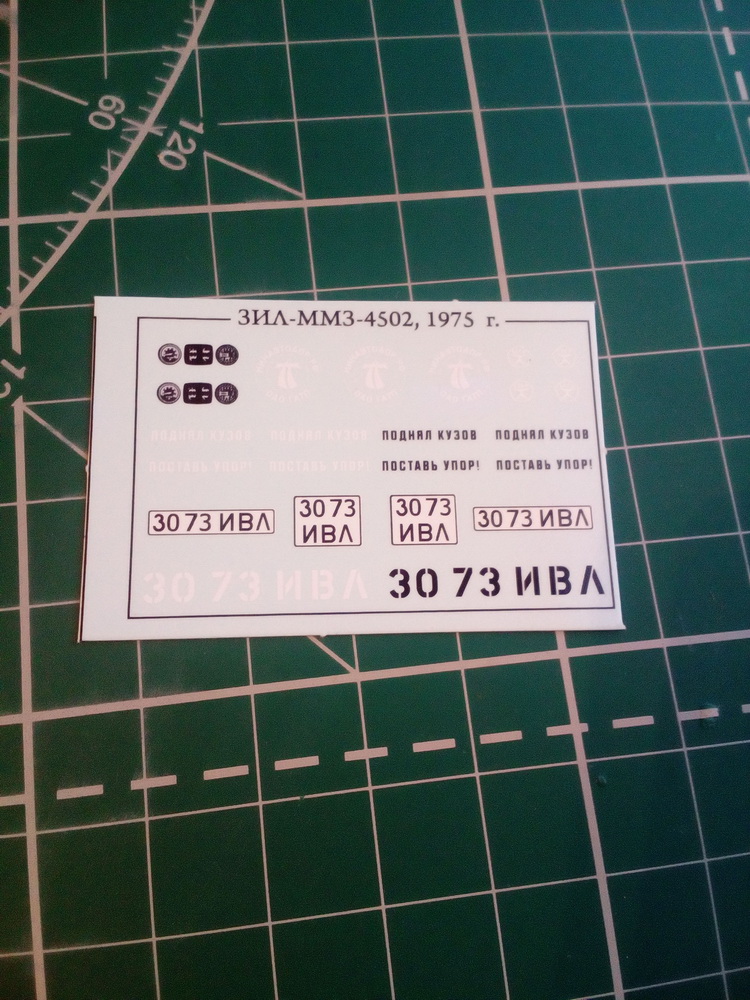 60
120
ЗИЛ-ММЗ-4502, 1975 г.
ПОДНЯЛ КУЗОВ ПОДНЯЛ КУЗОВ ПОДНЯЛ КУЗОВ ПОДНЯЛ КУЗОВ
ПОСТАВЬ УПОР! ПОСТАВЬ УПОР! ПОСТАВЬ УПОР! ПОСТАВЬ УПОР!
30 73 ИВЛ
30 73
ИВЛ
30 73
ИВЛ
30 73 ИВЛ
30 73 ИВЛ 30 73 ИВЛ